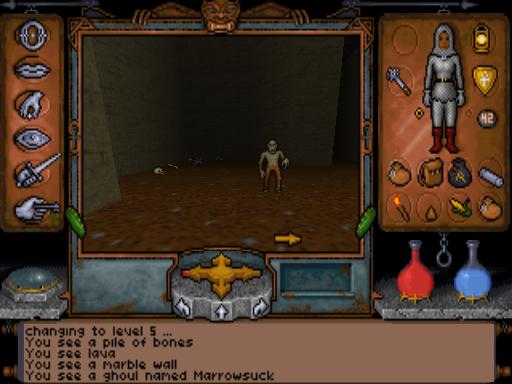 42
changing to level 5 ...
You see a pile of bones
You see lava
You see a marble wall
You see a ghoul named Marrowsuck